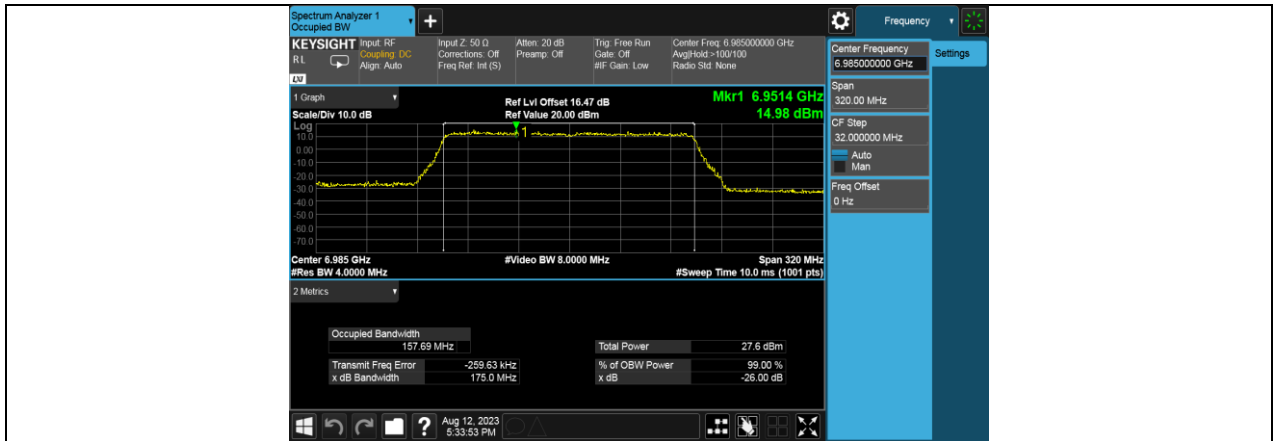 Spectrum Analyzer 1
Occupied BW
Frequency
KEYSIGHT
RL
LXI
Input: RF
Coupling: DC
Align: Auto
Input Z: 50 Ω
Corrections: Off
Freq Ref: Int (S)
Atten: 20 dB
Preamp: Off
Trig: Free Run
Gate: Off
#IF Gain: Low
Center Freq: 6.985000000 GHz
Avg|Hold:>100/100
Radio Std: None
Center Frequency
6.985000000 GHz
Settings
Span
320.00 MHz
CF Step
32.000000 MHz
Auto
Man
Freq Offset
0 Hz
1 Graph
Scale/Div 10.0 dB
Ref Lvl Offset 16.47 dB
Ref Value 20.00 dBm
Mkr1 6.9514 GHz
14.98 dBm
Log
10.0
0.00
-10.0
-20.0
-30.0
-40.0
-50.0
-60.0
-70.0
1
Center 6.985 GHz
#Res BW 4.0000 MHz
#Video BW 8.0000 MHz
Span 320 MHz
#Sweep Time 10.0 ms (1001 pts)
2 Metrics
Occupied Bandwidth
157.69 MHz
Transmit Freq Error -259.63 kHz
x dB Bandwidth 175.0 MHz
Total Power 27.6 dBm
% of OBW Power 99.00 %
x dB -26.00 dB
?
Aug 12, 2023
5:33:53 PM